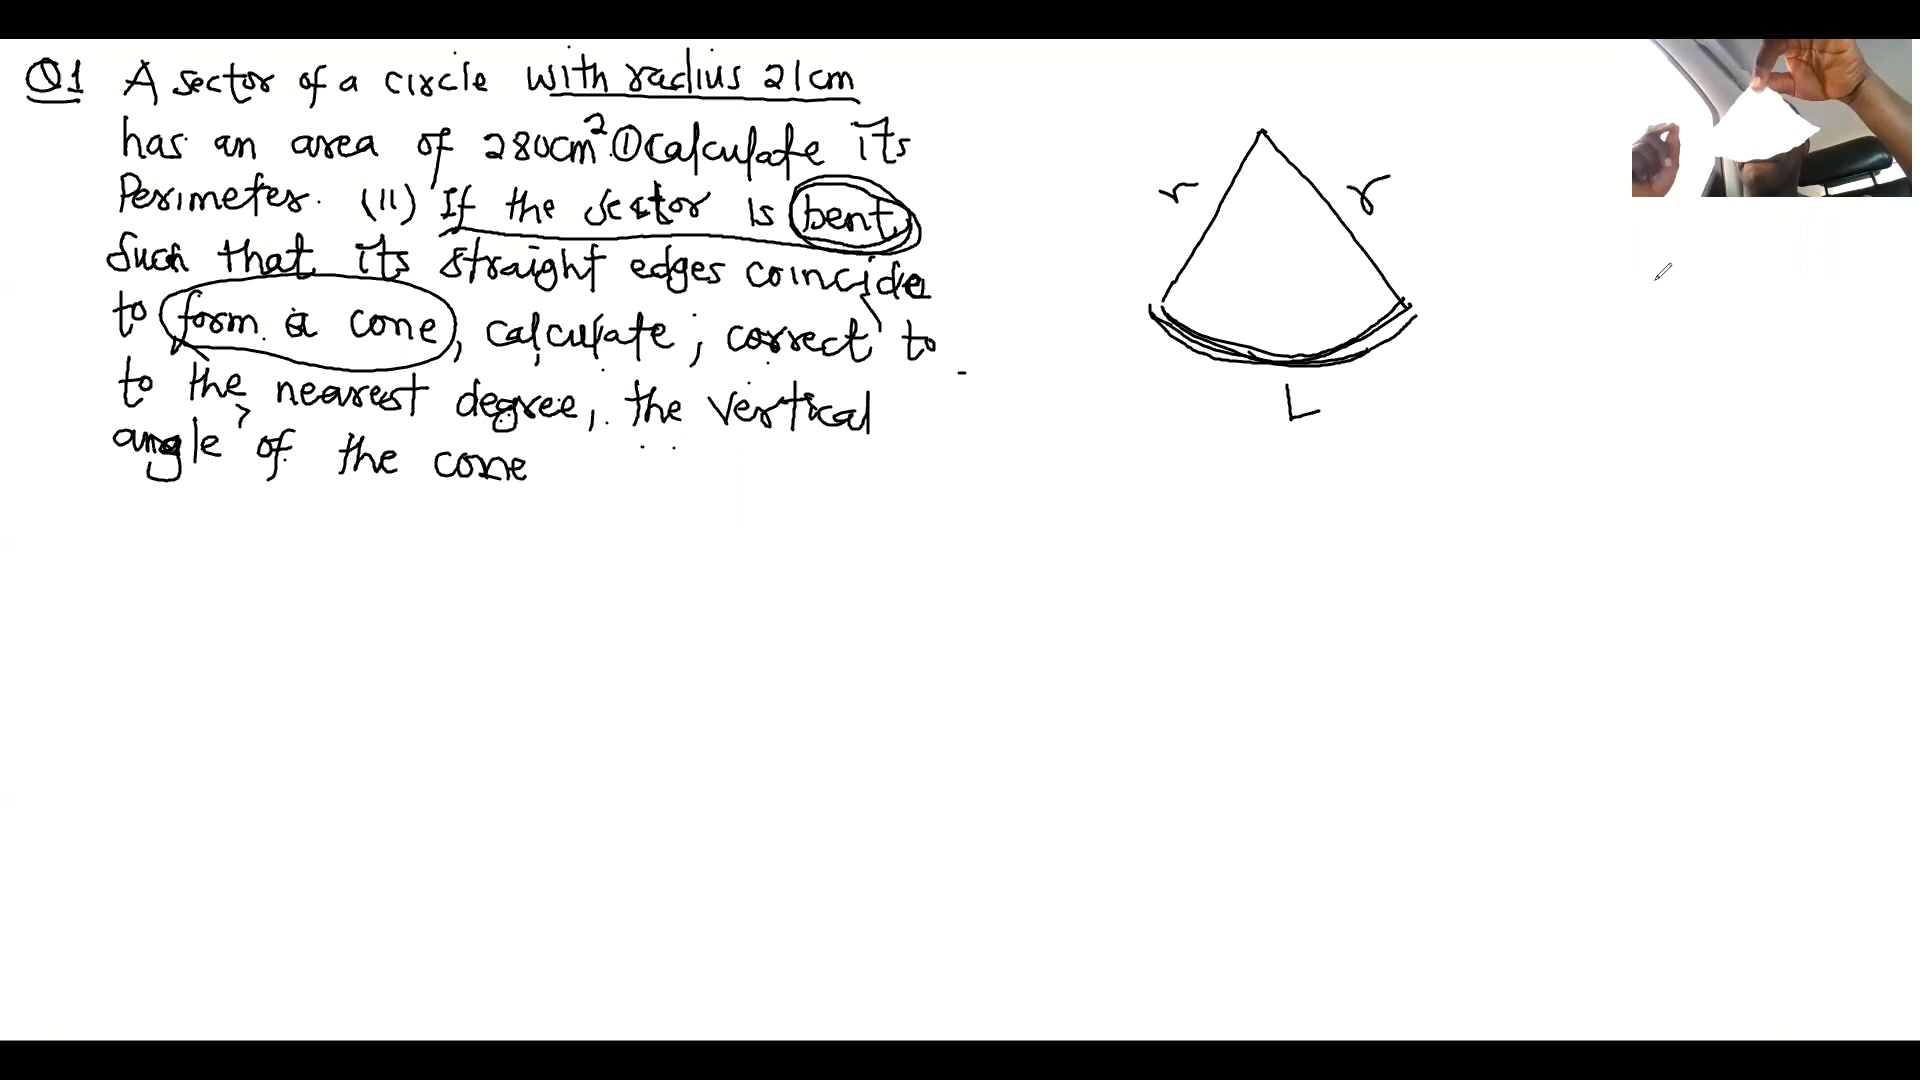 Q1 A sector of a circle with radius 21cm
has an area of 280cm² ① Calculate its
Perimeter. (II) If the sector is bent
Such that its straight edges coincide
to form a cone, calculate, correct to
to the nearest degree, the vertical
angle of the cone
r r
L